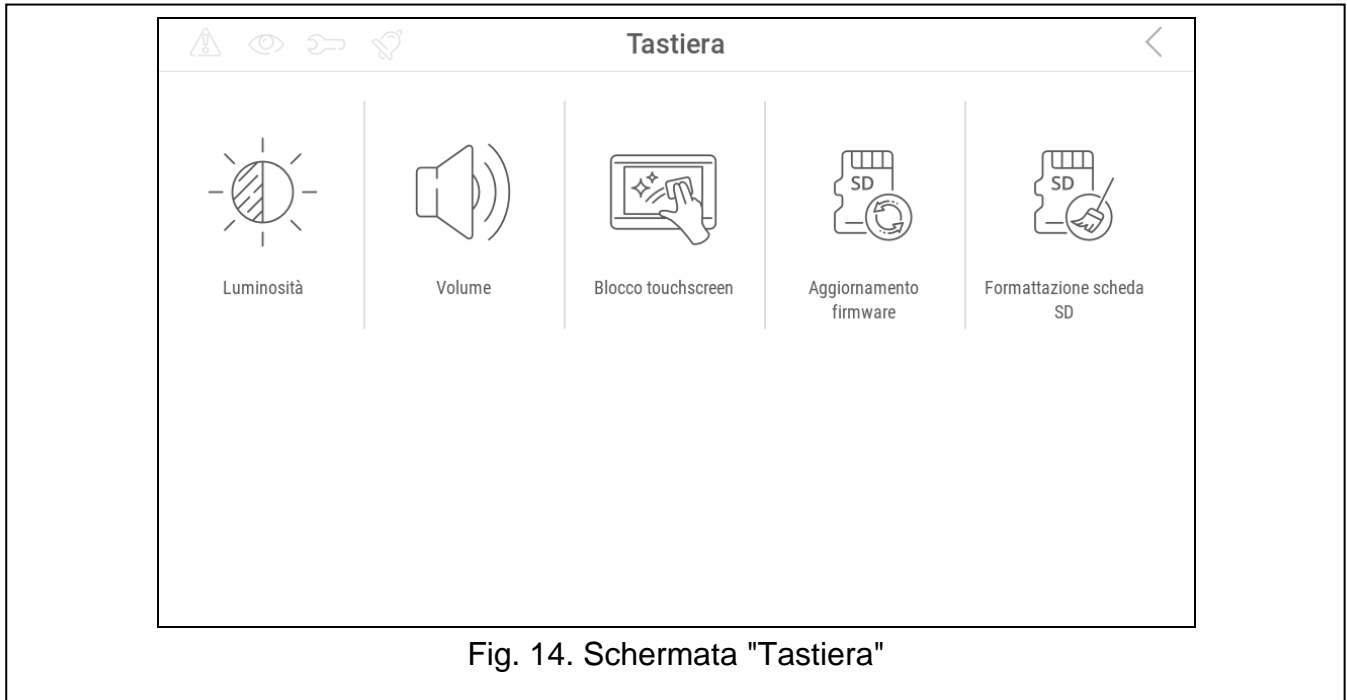 Tastiera
SD
SD
Luminosità
Volume
Blocco touchscreen
Aggiornamento
firmware
Formattazione scheda
SD
Fig. 14. Schermata "Tastiera"